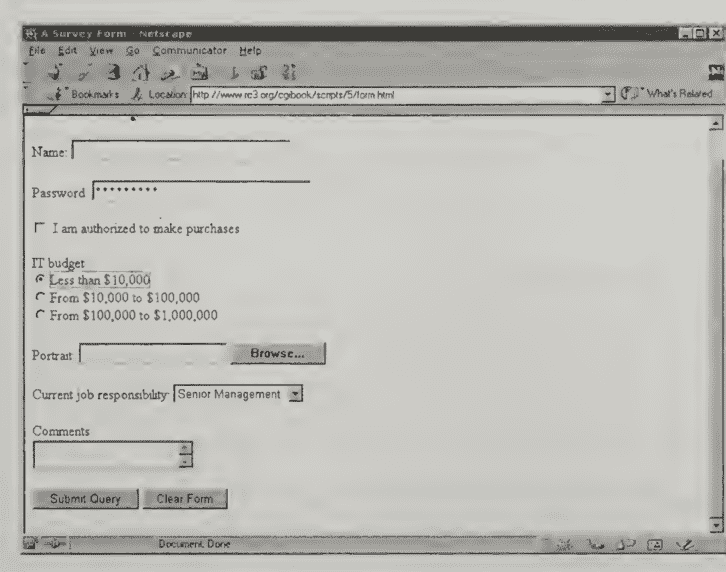 A Survey Form - Netscape
File Edit View Go Communicator Help
Bookmarks Location: http://www.rc3.org/cgibook/scripts/5/form.html What's Related
Name:
Password •••••••••
I am authorized to make purchases
IT budget
Less than $10,000
From $10,000 to $100,000
From $100,000 to $1,000,000
Portrait Browse...
Current job responsibility: Senior Management
Comments
Submit Query Clear Form
Document: Done